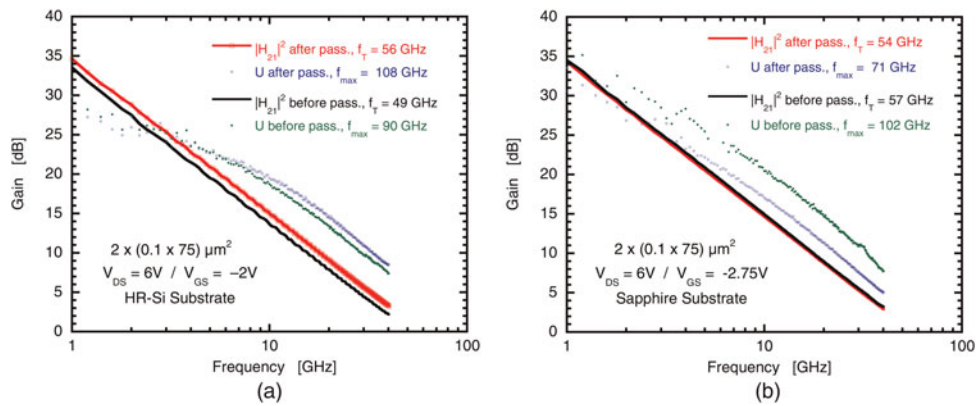 40
35
30
25
20
15
10
5
0
Gain [dB]
|H21|² after pass., fT = 56 GHz
U after pass., fmax = 108 GHz
|H21|² before pass., fT = 49 GHz
U before pass., fmax = 90 GHz
2 x (0.1 x 75) µm²
VDS = 6V / VGS = –2V
HR-Si Substrate
1 10 100
Frequency [GHz]
(a)
40
35
30
25
20
15
10
5
0
Gain [dB]
|H21|² after pass., fT = 54 GHz
U after pass., fmax = 71 GHz
|H21|² before pass., fT = 57 GHz
U before pass., fmax = 102 GHz
2 x (0.1 x 75) µm²
VDS = 6V / VGS = -2.75V
Sapphire Substrate
1 10 100
Frequency [GHz]
(b)